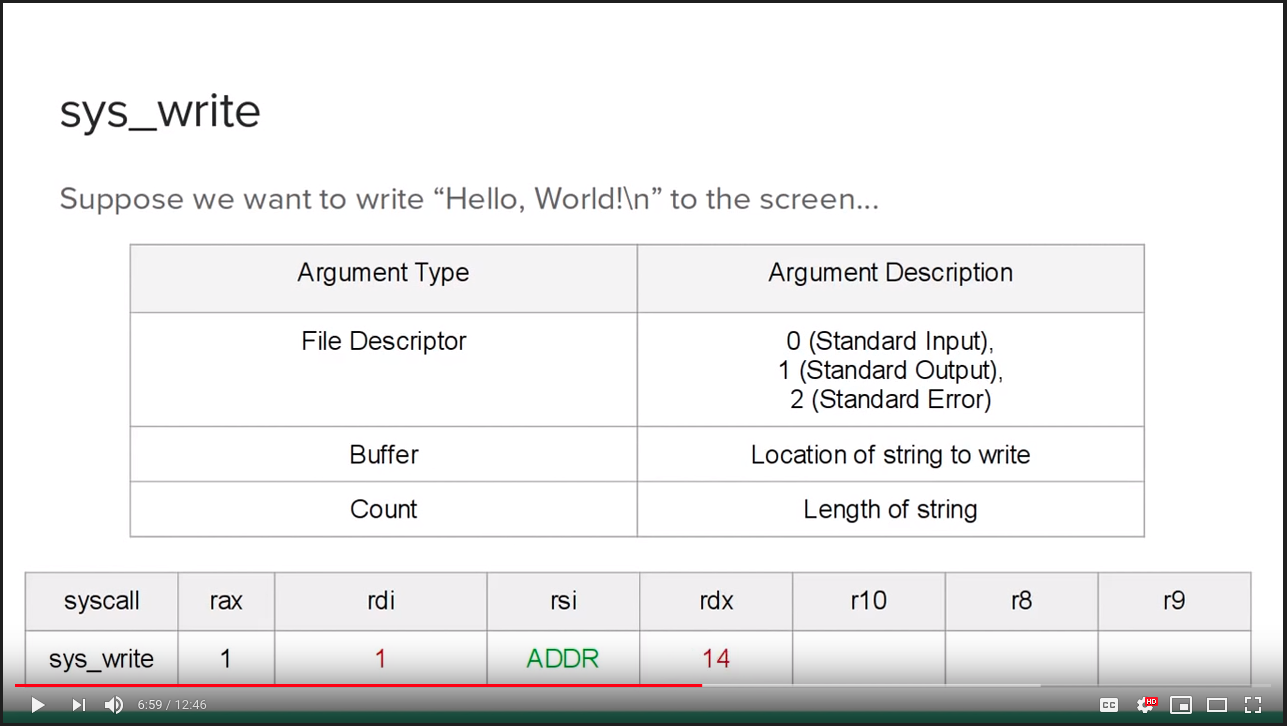 sys_write
Suppose we want to write “Hello, World!\n” to the screen...
Argument Type Argument Description
File Descriptor 0 (Standard Input),
1 (Standard Output),
2 (Standard Error)
Buffer Location of string to write
Count Length of string
syscall rax rdi rsi rdx r10 r8 r9
sys_write 1 1 ADDR 14
6:59 / 12:46 CC HD